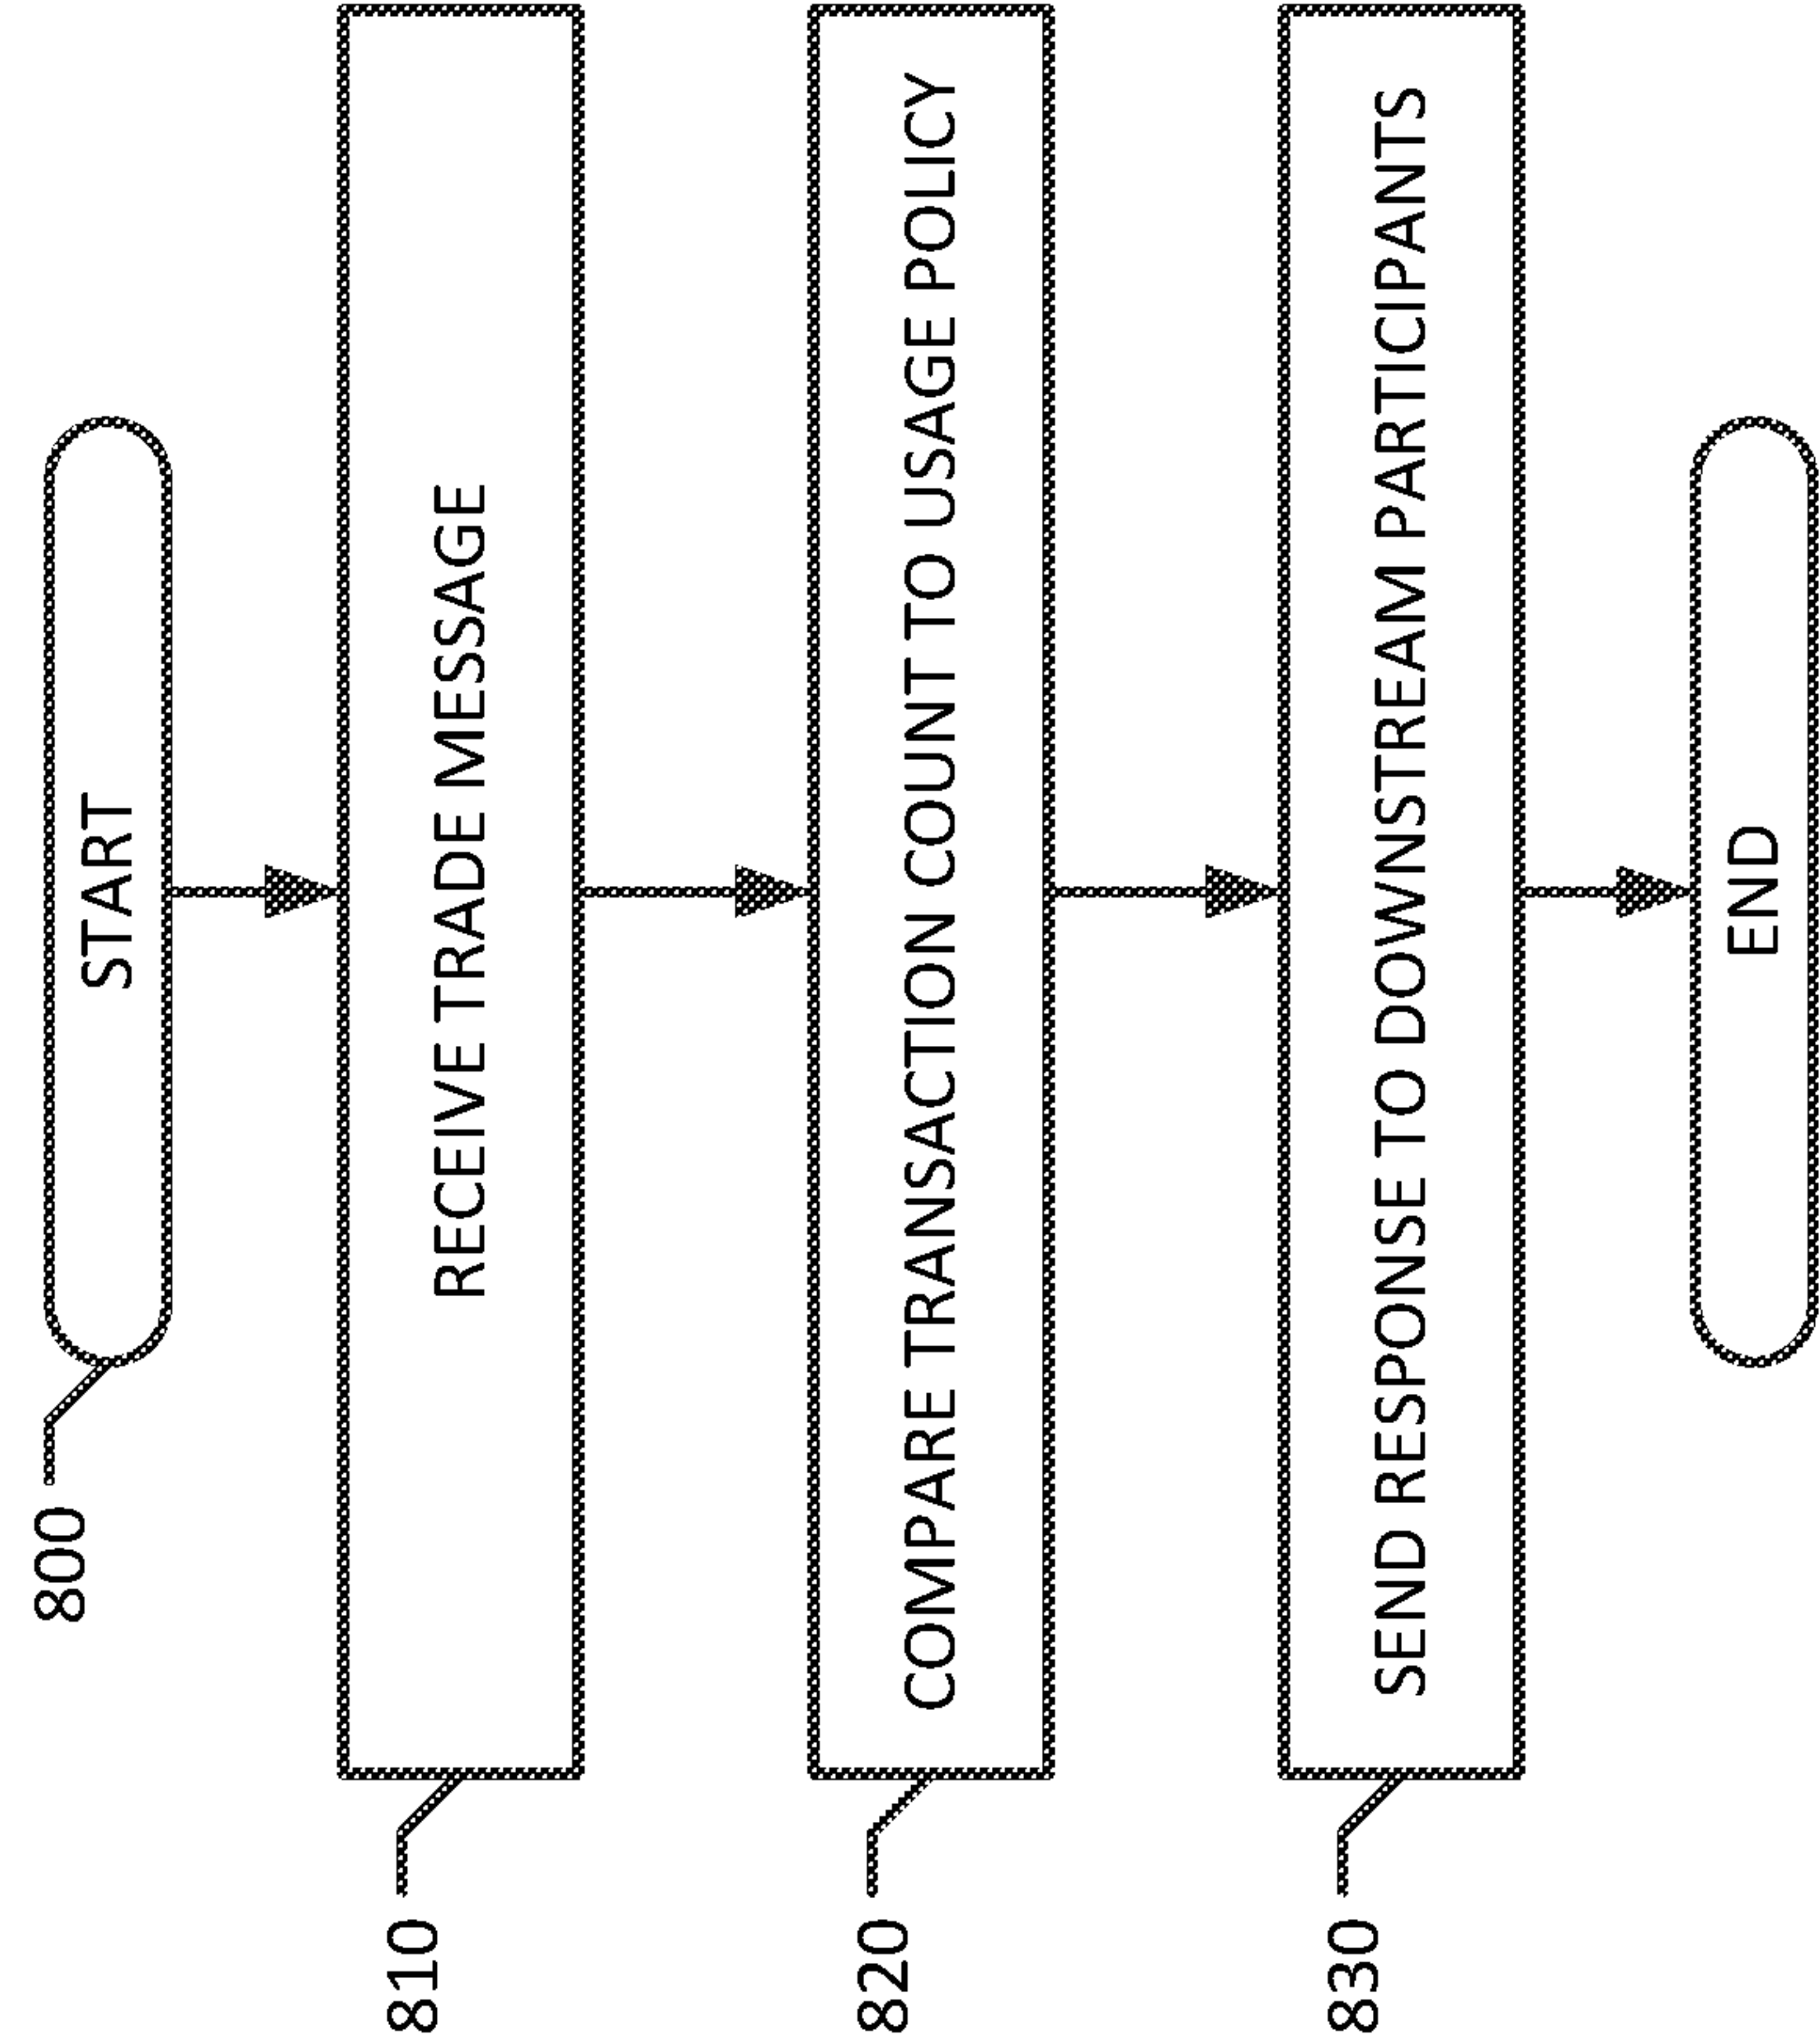 800
START
810
RECEIVE TRADE MESSAGE
820
COMPARE TRANSACTION COUNT TO USAGE POLICY
830
SEND RESPONSE TO DOWNSTREAM PARTICIPANTS
END